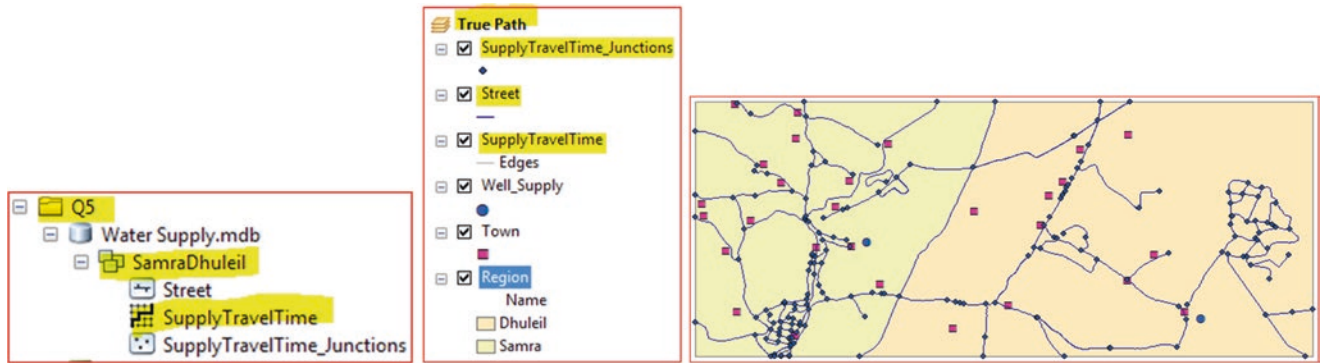 Q5
Water Supply.mdb
SamraDhuleil
Street
SupplyTravelTime
SupplyTravelTime_Junctions
True Path
SupplyTravelTime_Junctions
Street
SupplyTravelTime
Edges
Well_Supply
Town
Region
Name
Dhuleil
Samra